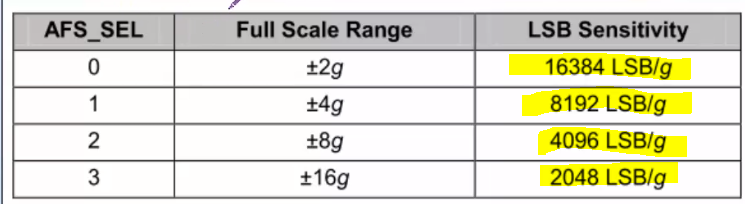 AFS_SEL Full Scale Range LSB Sensitivity
0 ±2g 16384 LSB/g
1 ±4g 8192 LSB/g
2 ±8g 4096 LSB/g
3 ±16g 2048 LSB/g